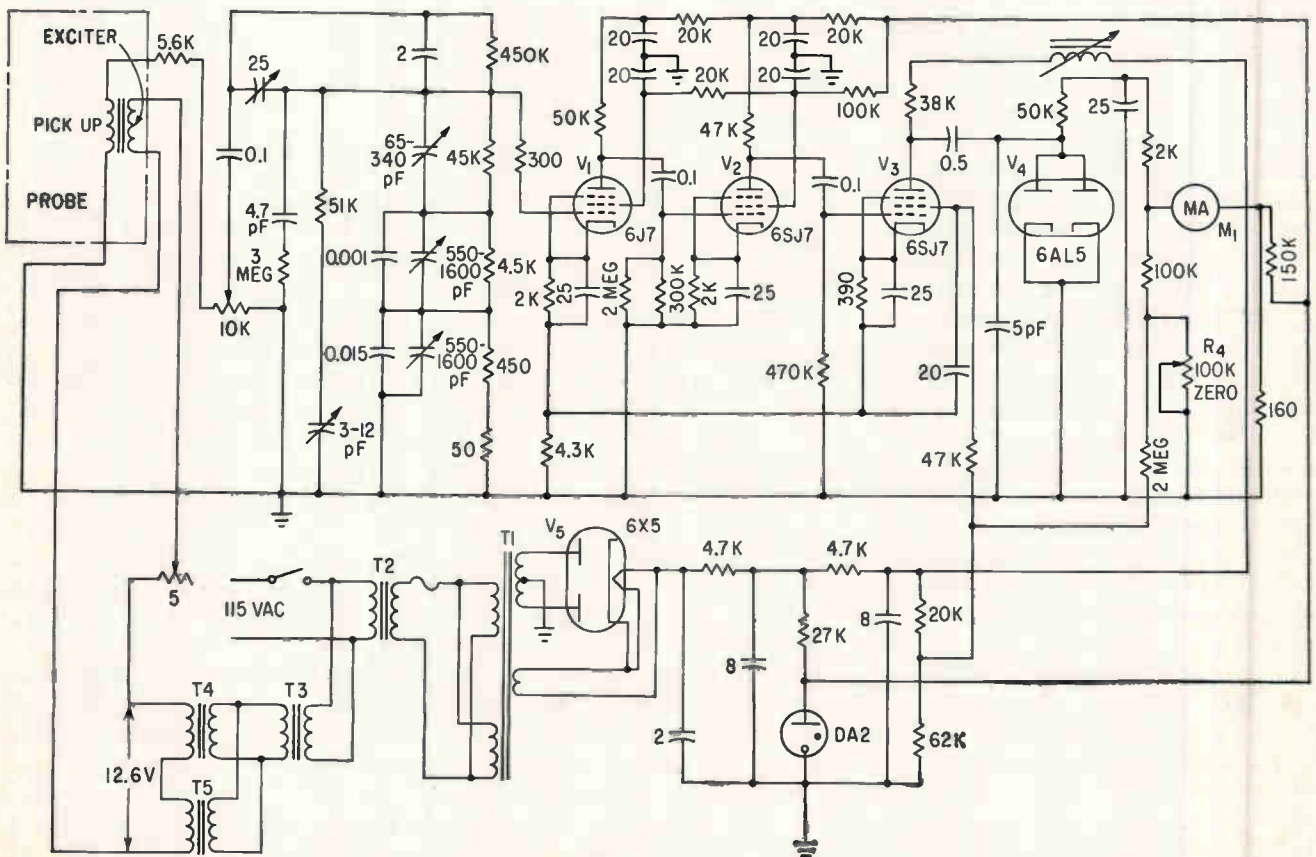 EXCITER
5.6K
25
2
450K
20
20K
20
20K
20
20K
20
100K
PICK UP
50K
47K
38K
50K
25
PROBE
0.1
65-
340
pF
45K
300
V1
0.1
V2
0.1
V3
0.5
V4
2K
MA
M1
4.7
pF
51K
6J7
6SJ7
6SJ7
6AL5
3
MEG
0.001
550-
1600
pF
4.5K
2K
25
2 MEG
300K
2K
25
390
25
100K
150K
10K
0.015
550-
1600
pF
450
470K
20
5pF
R4
100K
ZERO
160
3-12
pF
50
4.3K
47K
2 MEG
5
115 VAC
T2
T1
V5
6X5
4.7K
4.7K
T4
T3
12.6V
T5
2
8
27K
8
20K
DA2
62K